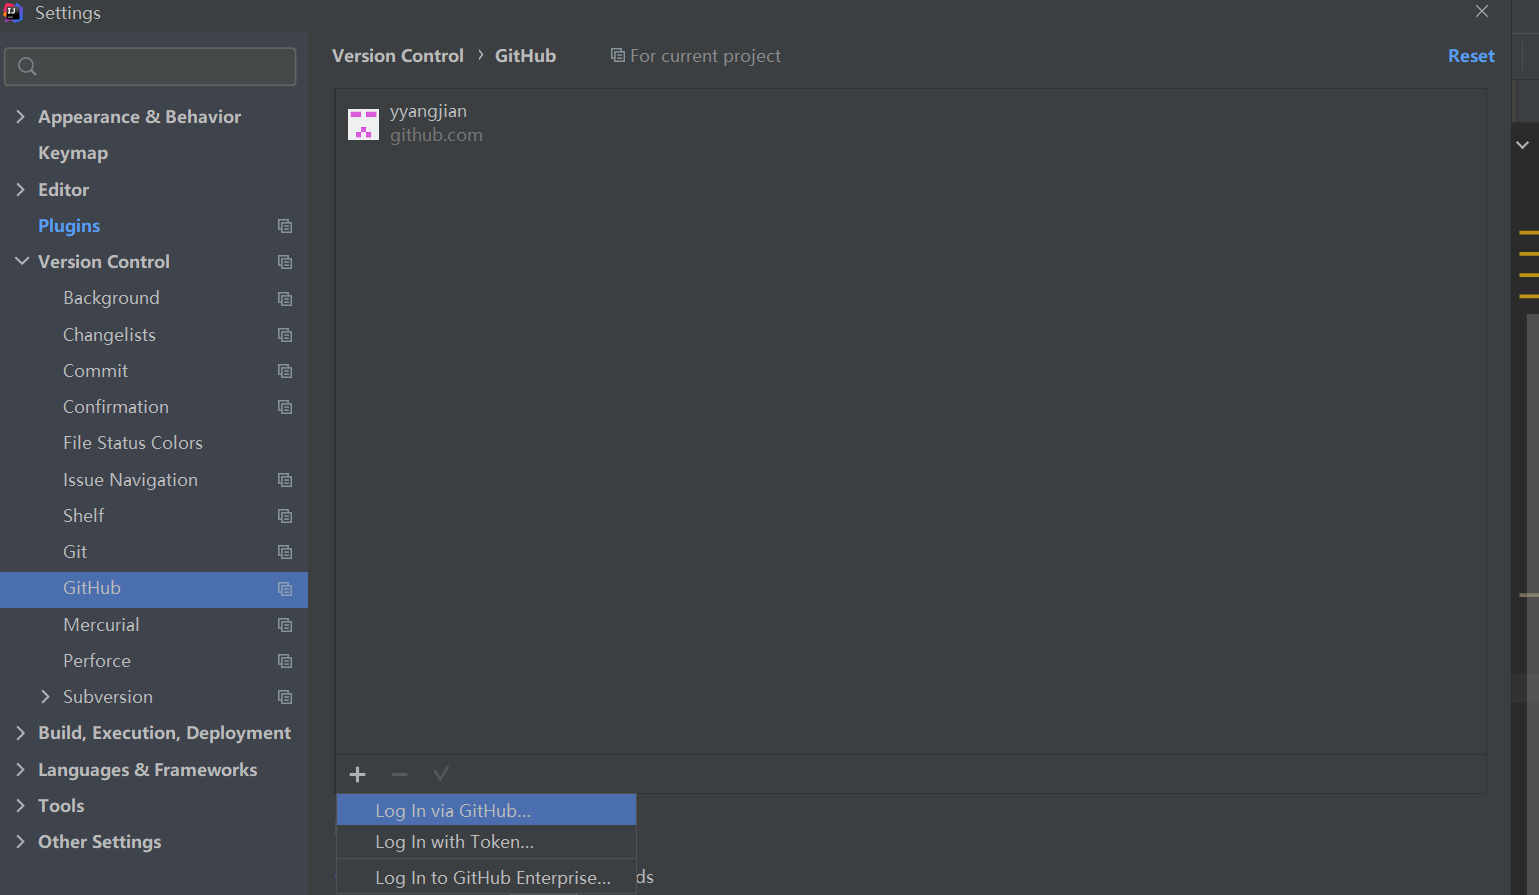 Settings
Version Control › GitHub For current project Reset
Appearance & Behavior
Keymap
Editor
Plugins
Version Control
Background
Changelists
Commit
Confirmation
File Status Colors
Issue Navigation
Shelf
Git
GitHub
Mercurial
Perforce
Subversion
Build, Execution, Deployment
Languages & Frameworks
Tools
Other Settings
yyangjian
github.com
Log In via GitHub...
Log In with Token...
Log In to GitHub Enterprise...
ds